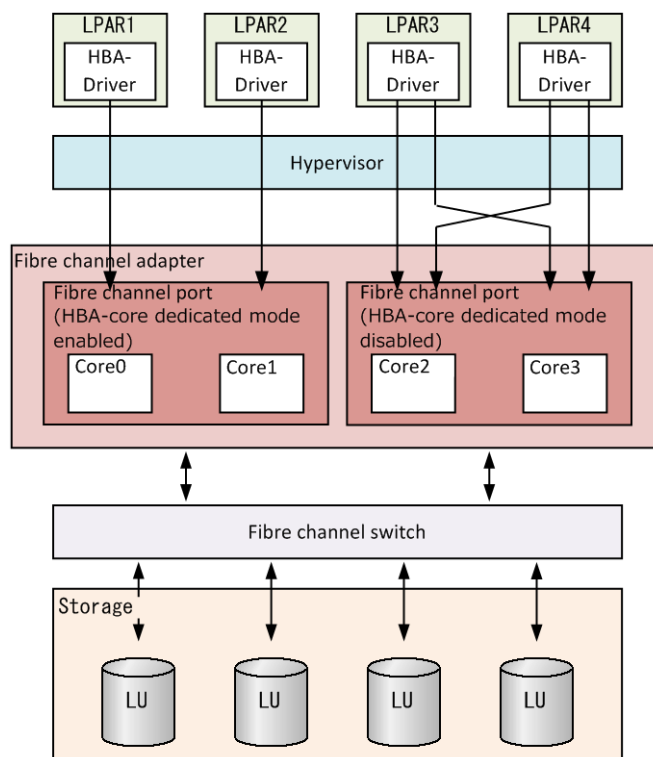 LPAR1
LPAR2
LPAR3
LPAR4
HBA-
Driver
HBA-
Driver
HBA-
Driver
HBA-
Driver
Hypervisor
Fibre channel adapter
Fibre channel port
(HBA-core dedicated mode
enabled)
Fibre channel port
(HBA-core dedicated mode
disabled)
Core0
Core1
Core2
Core3
Fibre channel switch
Storage
LU
LU
LU
LU